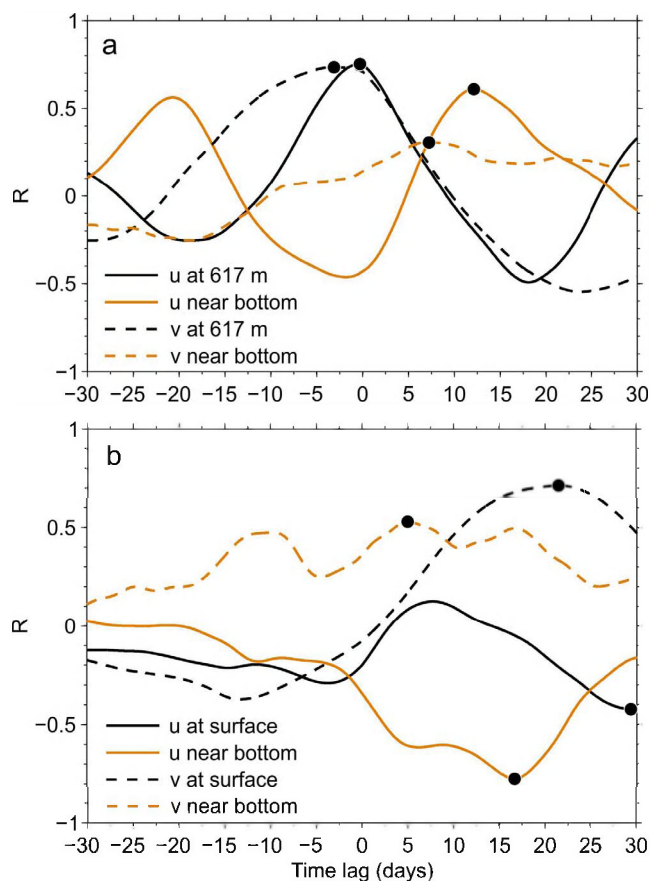 1
a
0.5
R
0
u at 617 m
−0.5
u near bottom
v at 617 m
v near bottom
−1
−30 −25 −20 −15 −10 −5 0 5 10 15 20 25 30
1
b
0.5
R
0
−0.5
u at surface
u near bottom
v at surface
v near bottom
−1
−30 −25 −20 −15 −10 −5 0 5 10 15 20 25 30
Time lag (days)